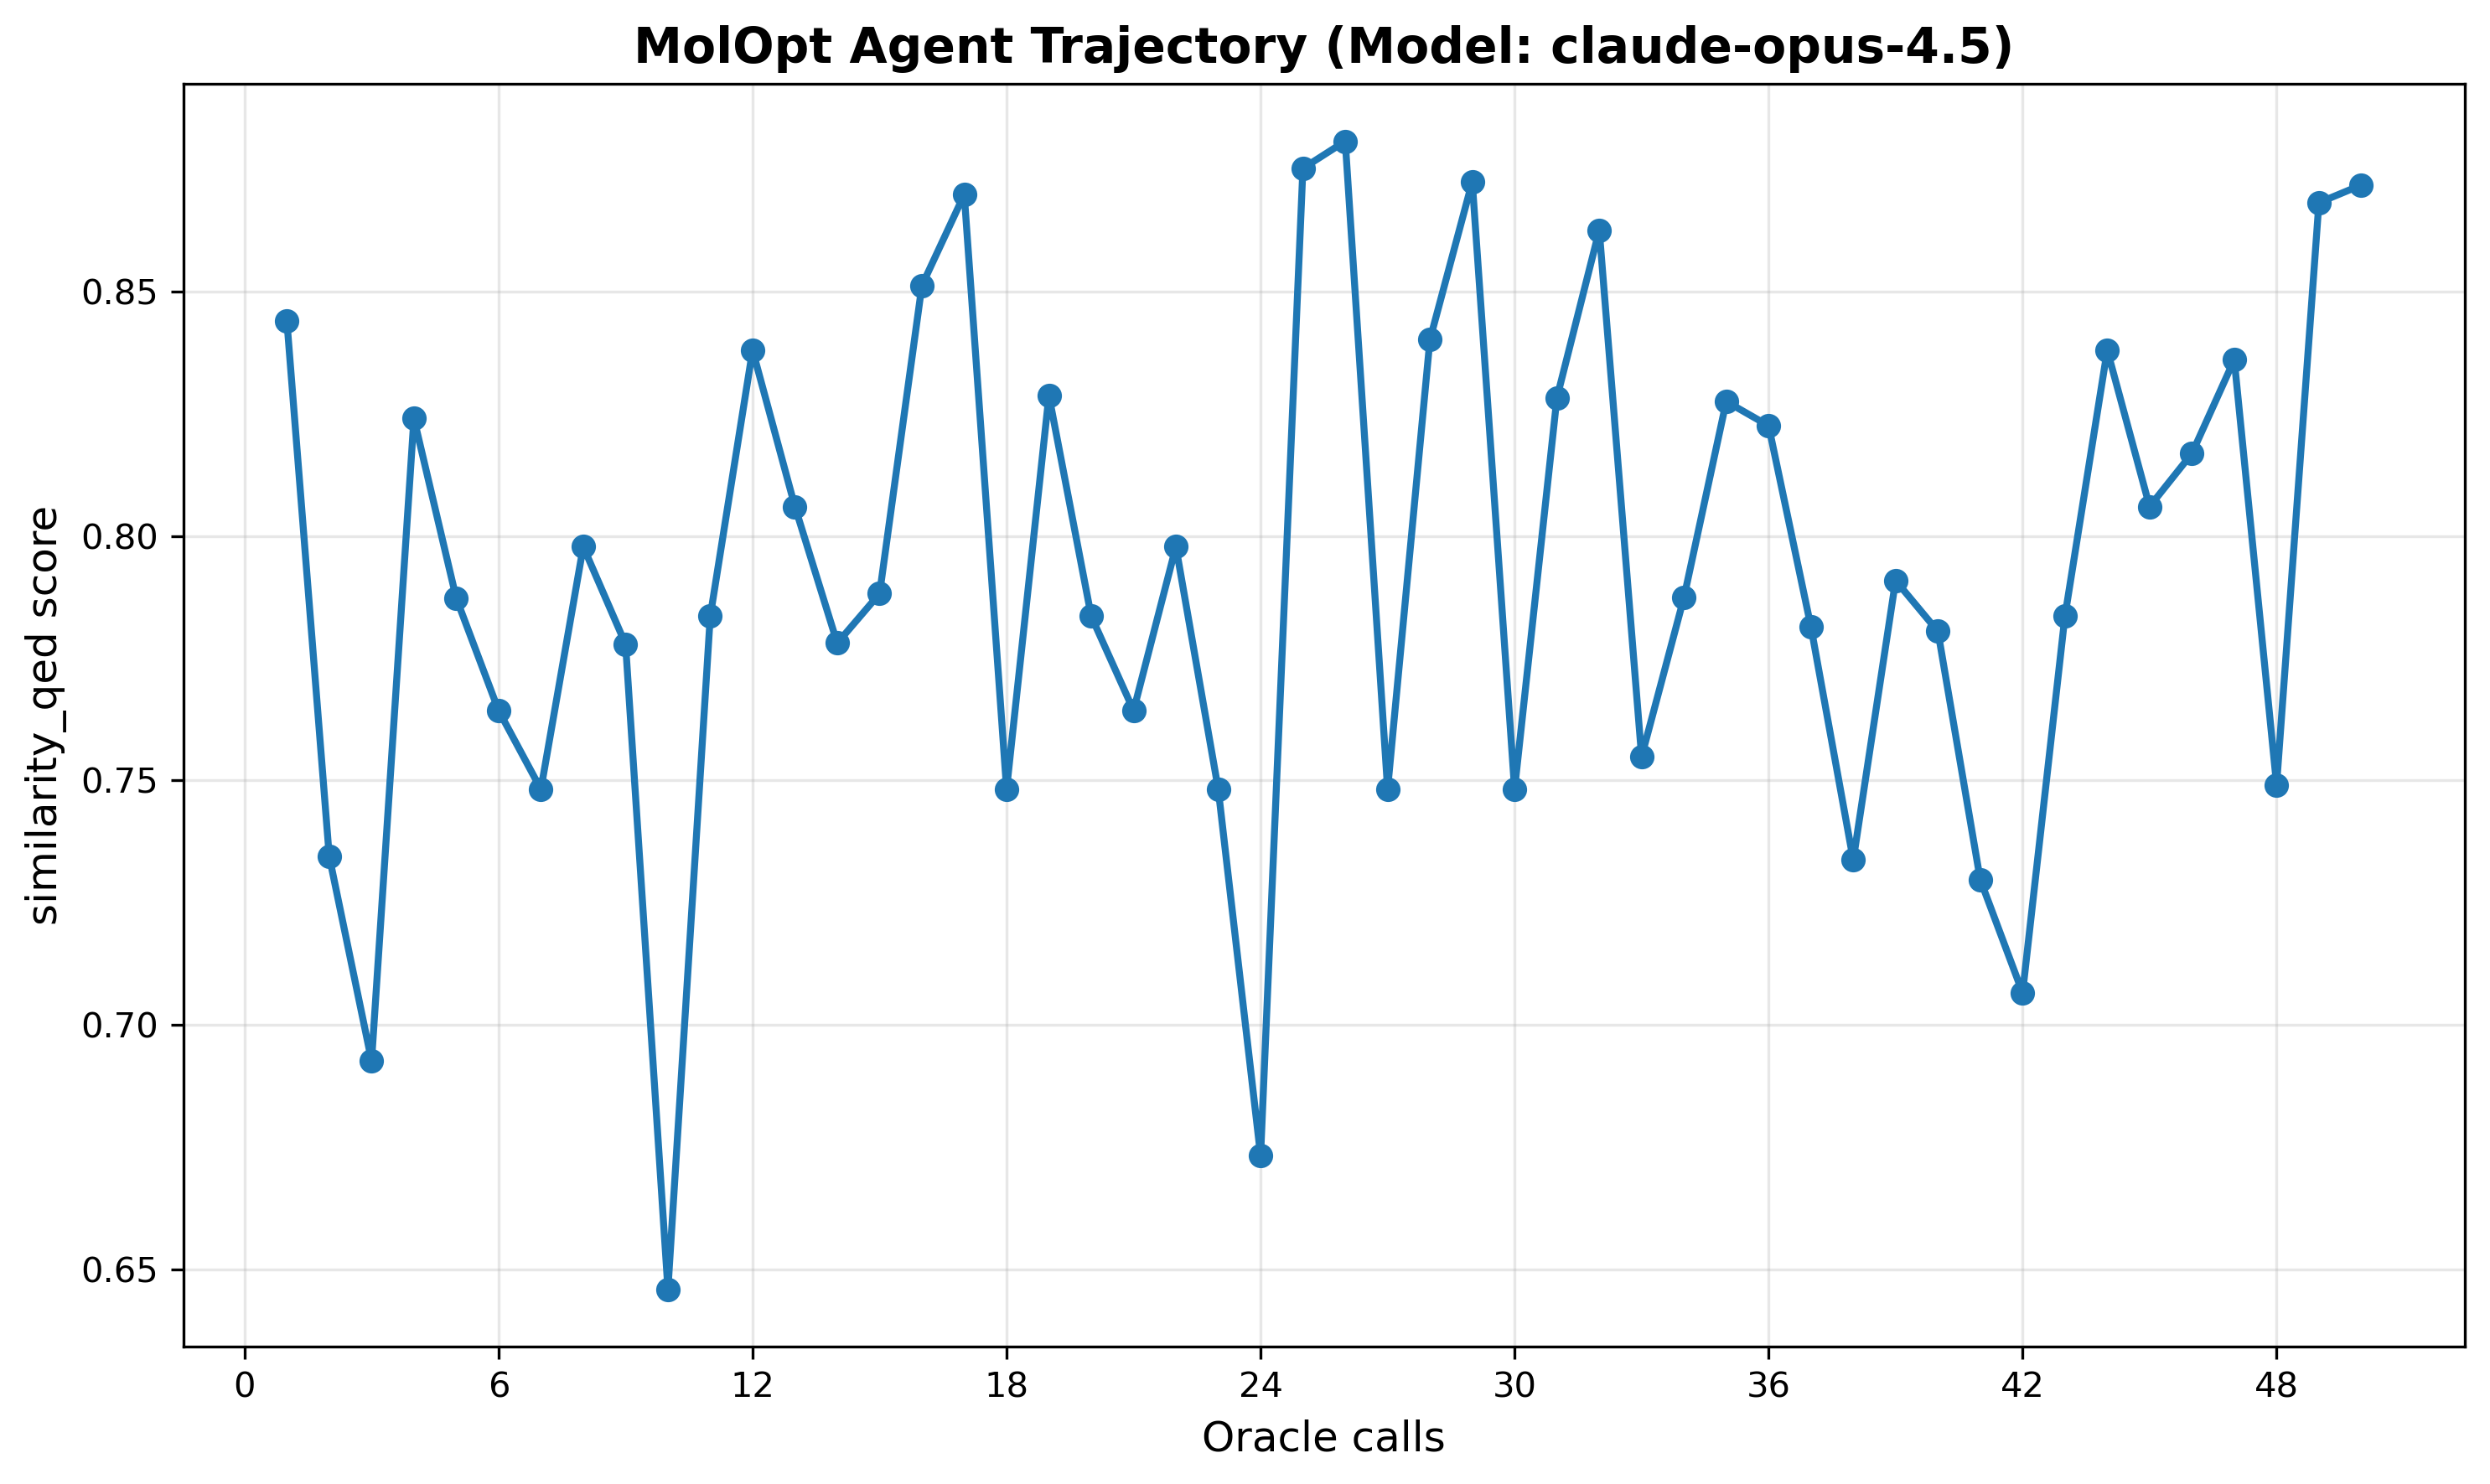 MolOpt Agent Trajectory (Model: claude-opus-4.5)
similarity_qed score
0.85
0.80
0.75
0.70
0.65
0 6 12 18 24 30 36 42 48
Oracle calls